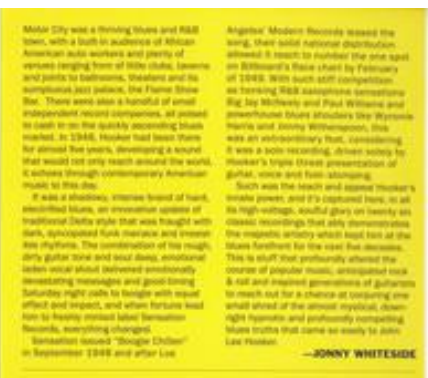 Motor City was a thriving blues and R&B
town, with a built-in audience of African
American auto workers and plenty of
venues ranging from of little clubs, taverns
and joints to ballrooms, theaters and its
sumptuous jazz palace, the Flame Show
Bar. There were also a handful of small
independent record companies, all poised
to cash in on the quickly ascending blues
market. In 1948, Hooker had been there
for almost five years, developing a sound
that would not only reach around the world,
it echoes through contemporary American
music to this day.
It was a shadowy, intense brand of hard,
electrified blues, an innovative update of
traditional Delta style that was fraught with
dark, syncopated funk menace and
less rhythms. The combination of his rough,
dirty guitar tone and soul deep, emotional
laden vocal shout delivered emotionally
devastating messages and good-timing
Saturday night calls to boogie with equal
effect and impact, and when fortune lead
him to freshly minted label Sensation
Records, everything changed.
Sensation issued "Boogie Chillen"
in September 1948 and after Los
Angeles' Modern Records leased the
song, their solid national distribution
allowed it to reach the number one spot
on Billboard's Race chart by February
of 1949. With such stiff competition
as honking R&B saxophone sensations
Big Jay McNeely and Paul Williams and
powerhouse blues shouters like Wynonie
Harris and Jimmy Witherspoon, this
was an extraordinary feat, considering
it was a solo recording, driven solely by
Hooker's triple threat presentation of
guitar, voice and foot-stomping.
Such was the reach and appeal Hooker's
innate power, and it's captured here, in all
its high-voltage, soulful glory on twenty six
classic recordings that ably demonstrates
the majestic artistry which kept him at the
blues forefront for the next five decades.
This is stuff that profoundly altered the
course of popular music, anticipated rock
& roll and inspired generations of guitarists
to reach out for a chance at conjuring one
small shred of the almost mystical, down-
right hypnotic and profoundly compelling
blues truths that came so easily to John
Lee Hooker.
—JONNY WHITESIDE